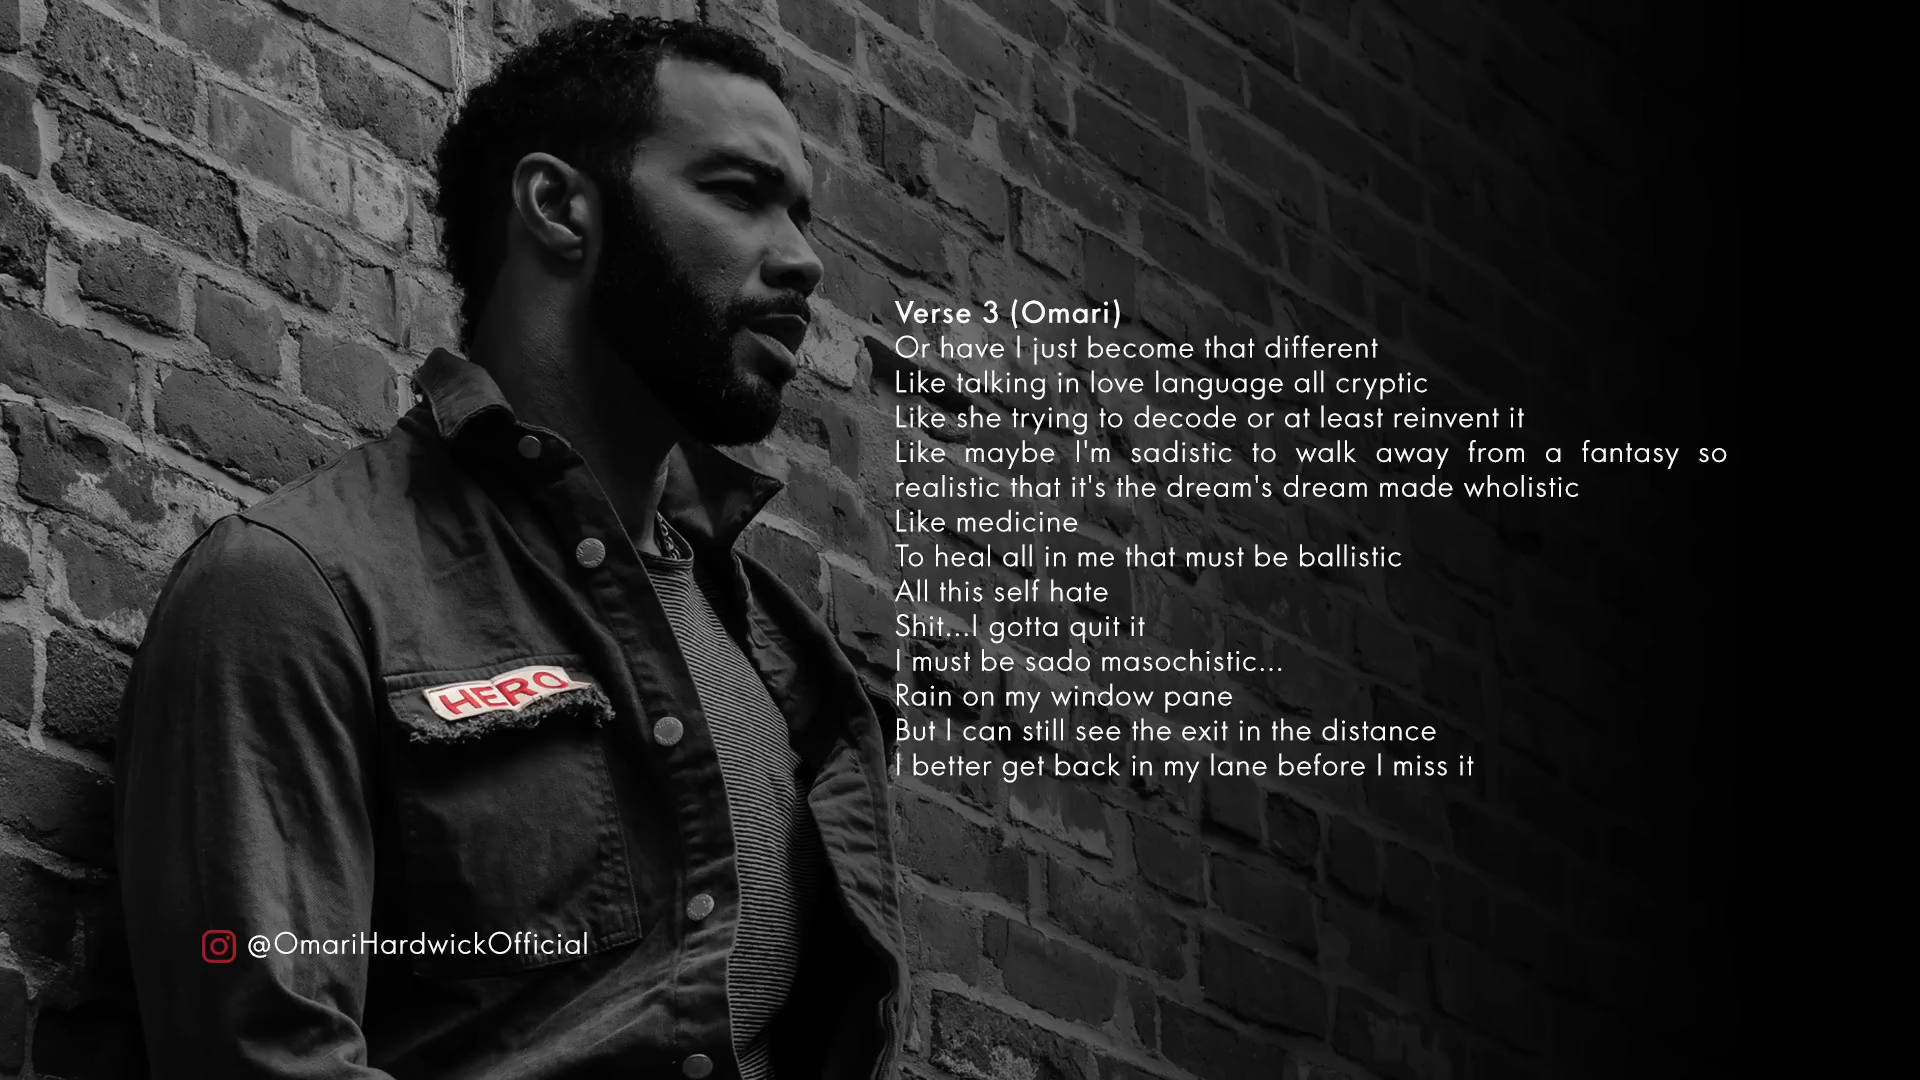 Verse 3 (Omari)
Or have I just become that different
Like talking in love language all cryptic
Like she trying to decode or at least reinvent it
Like maybe I'm sadistic to walk away from a fantasy so
realistic that it's the dream's dream made wholistic
Like medicine
To heal all in me that must be ballistic
All this self hate
Shit...I gotta quit it
I must be sado masochistic...
Rain on my window pane
But I can still see the exit in the distance
I better get back in my lane before I miss it
HERO
@OmariHardwickOfficial